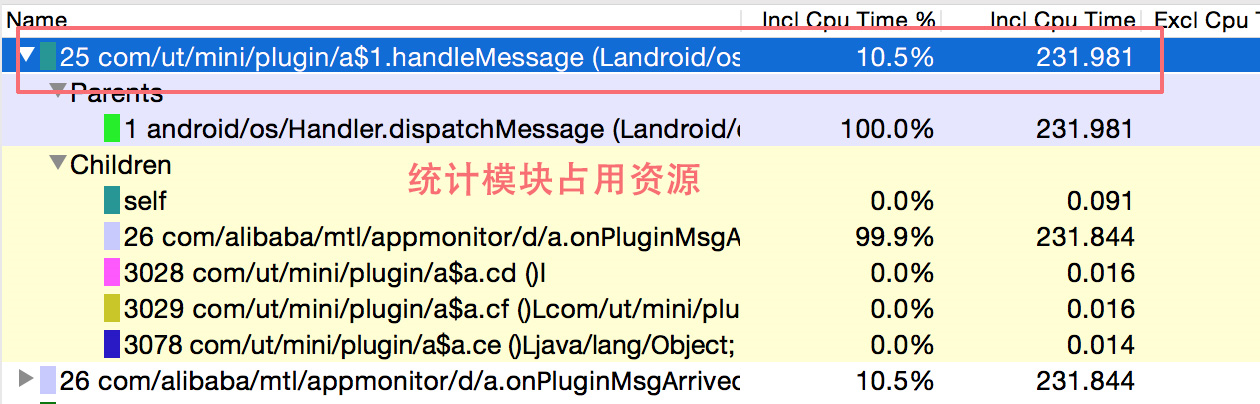 Name Incl Cpu Time % Incl Cpu Time Excl Cpu T
25 com/ut/mini/plugin/a$1.handleMessage (Landroid/os 10.5% 231.981
Parents
1 android/os/Handler.dispatchMessage (Landroid/ 100.0% 231.981
Children
统计模块占用资源
self 0.0% 0.091
26 com/alibaba/mtl/appmonitor/d/a.onPluginMsgA 99.9% 231.844
3028 com/ut/mini/plugin/a$a.cd ()I 0.0% 0.016
3029 com/ut/mini/plugin/a$a.cf ()Lcom/ut/mini/plu 0.0% 0.016
3078 com/ut/mini/plugin/a$a.ce ()Ljava/lang/Object; 0.0% 0.014
26 com/alibaba/mtl/appmonitor/d/a.onPluginMsgArrived 10.5% 231.844